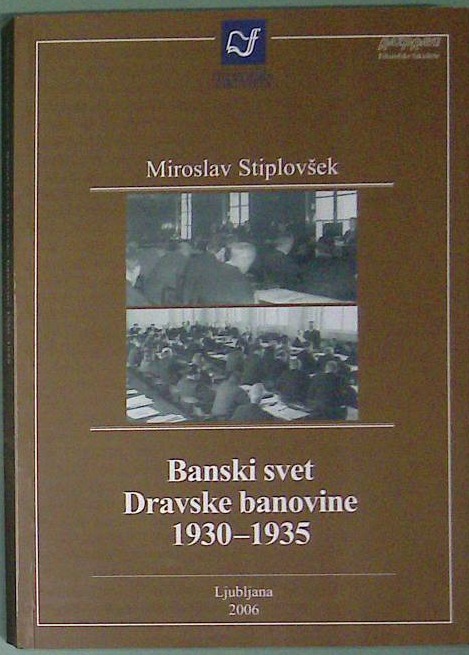 Miroslav Stiplovšek
Banski svet
Dravske banovine
1930–1935
Ljubljana
2006